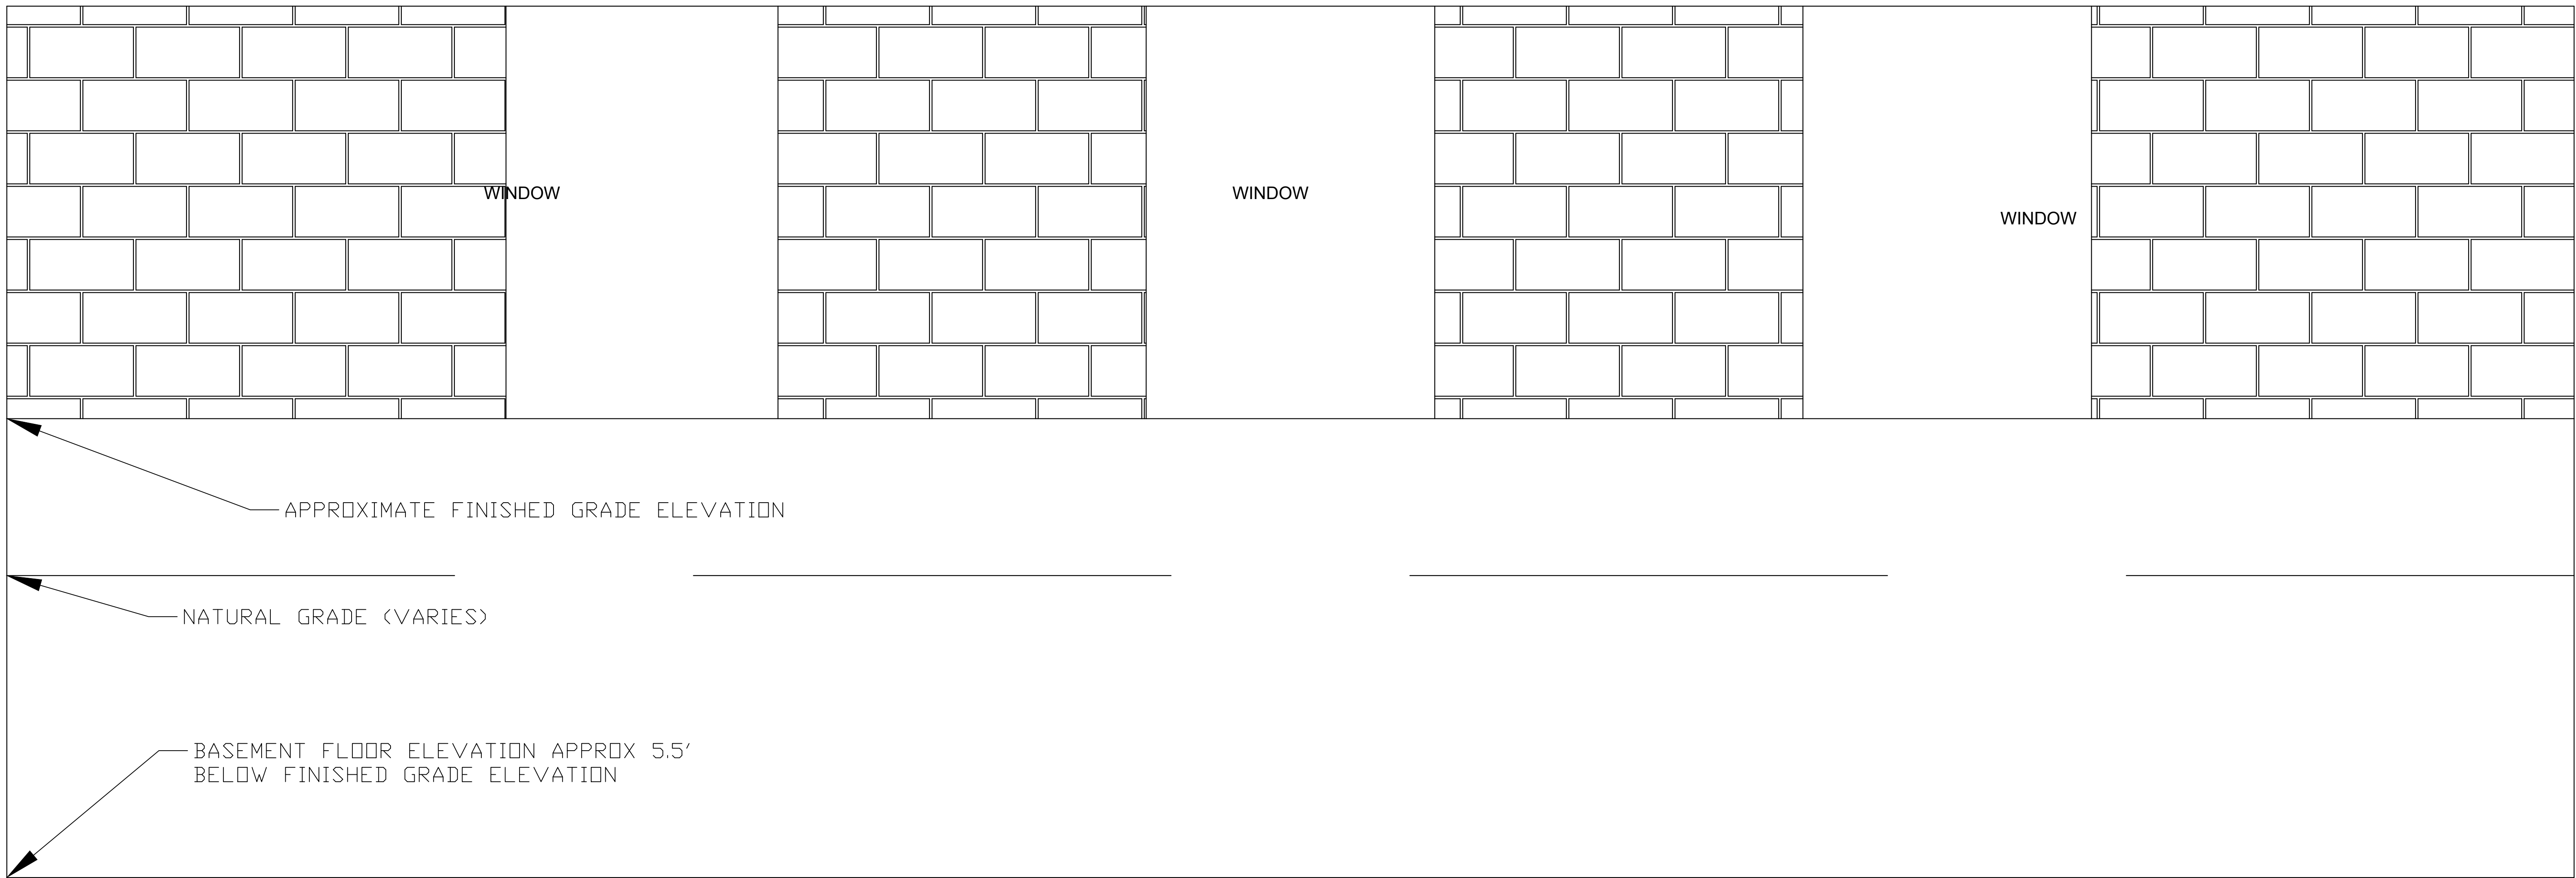 WINDOW
WINDOW
WINDOW
APPROXIMATE FINISHED GRADE ELEVATION
NATURAL GRADE (VARIES)
BASEMENT FLOOR ELEVATION APPROX 5.5'
BELOW FINISHED GRADE ELEVATION